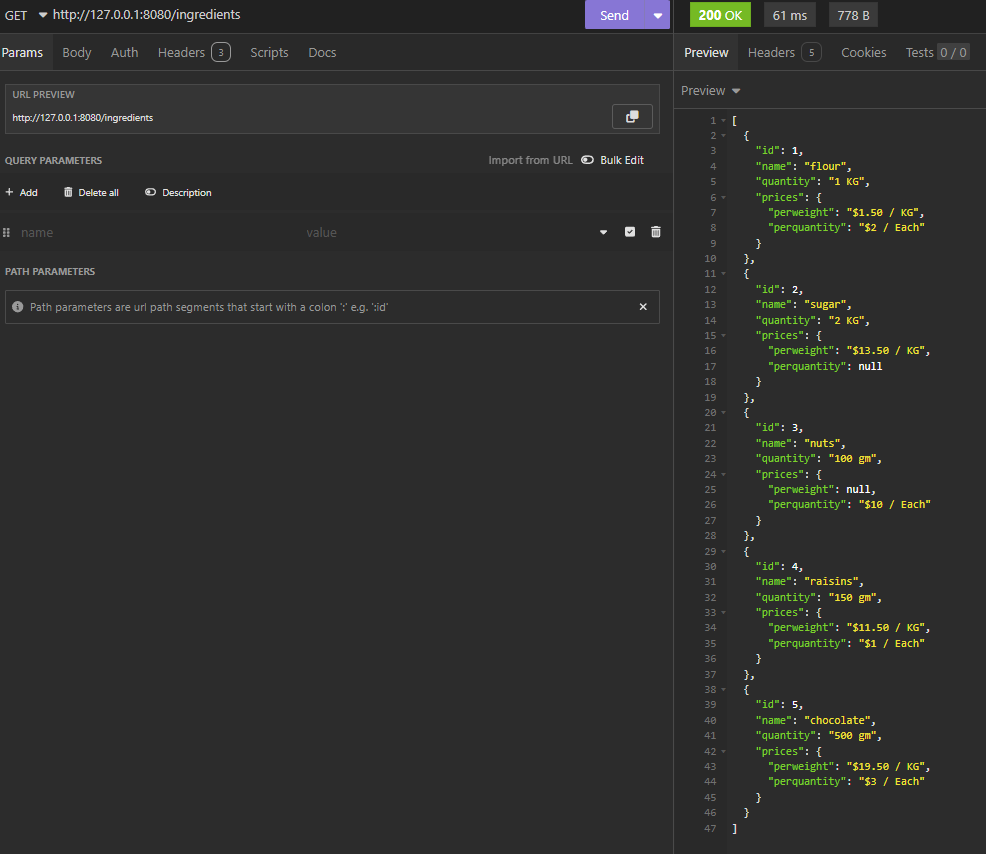 GET http://127.0.0.1:8080/ingredients Send
Params Body Auth Headers 3 Scripts Docs
URL PREVIEW
http://127.0.0.1:8080/ingredients
QUERY PARAMETERS Import from URL Bulk Edit
Add Delete all Description
name value
PATH PARAMETERS
Path parameters are url path segments that start with a colon ':' e.g. ':id'
200 OK 61 ms 778 B
Preview Headers 5 Cookies Tests 0 / 0
Preview
1 [
2 {
3 "id": 1,
4 "name": "flour",
5 "quantity": "1 KG",
6 "prices": {
7 "perweight": "$1.50 / KG",
8 "perquantity": "$2 / Each"
9 }
10 },
11 {
12 "id": 2,
13 "name": "sugar",
14 "quantity": "2 KG",
15 "prices": {
16 "perweight": "$13.50 / KG",
17 "perquantity": null
18 }
19 },
20 {
21 "id": 3,
22 "name": "nuts",
23 "quantity": "100 gm",
24 "prices": {
25 "perweight": null,
26 "perquantity": "$10 / Each"
27 }
28 },
29 {
30 "id": 4,
31 "name": "raisins",
32 "quantity": "150 gm",
33 "prices": {
34 "perweight": "$11.50 / KG",
35 "perquantity": "$1 / Each"
36 }
37 },
38 {
39 "id": 5,
40 "name": "chocolate",
41 "quantity": "500 gm",
42 "prices": {
43 "perweight": "$19.50 / KG",
44 "perquantity": "$3 / Each"
45 }
46 }
47 ]